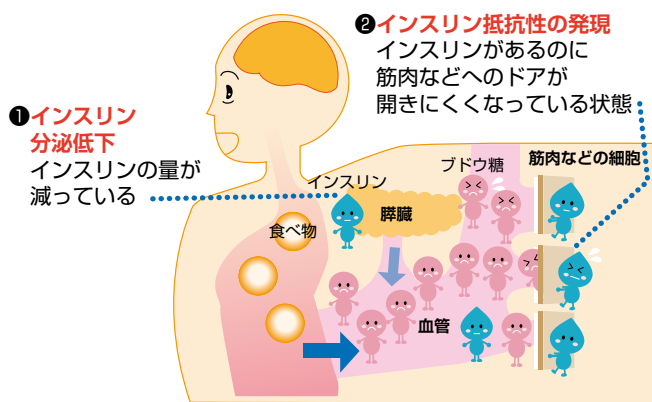 ❶インスリン
分泌低下
インスリンの量が
減っている
❷インスリン抵抗性の発現
インスリンがあるのに
筋肉などへのドアが
開きにくくなっている状態
インスリン
膵臓
ブドウ糖
筋肉などの細胞
食べ物
血管